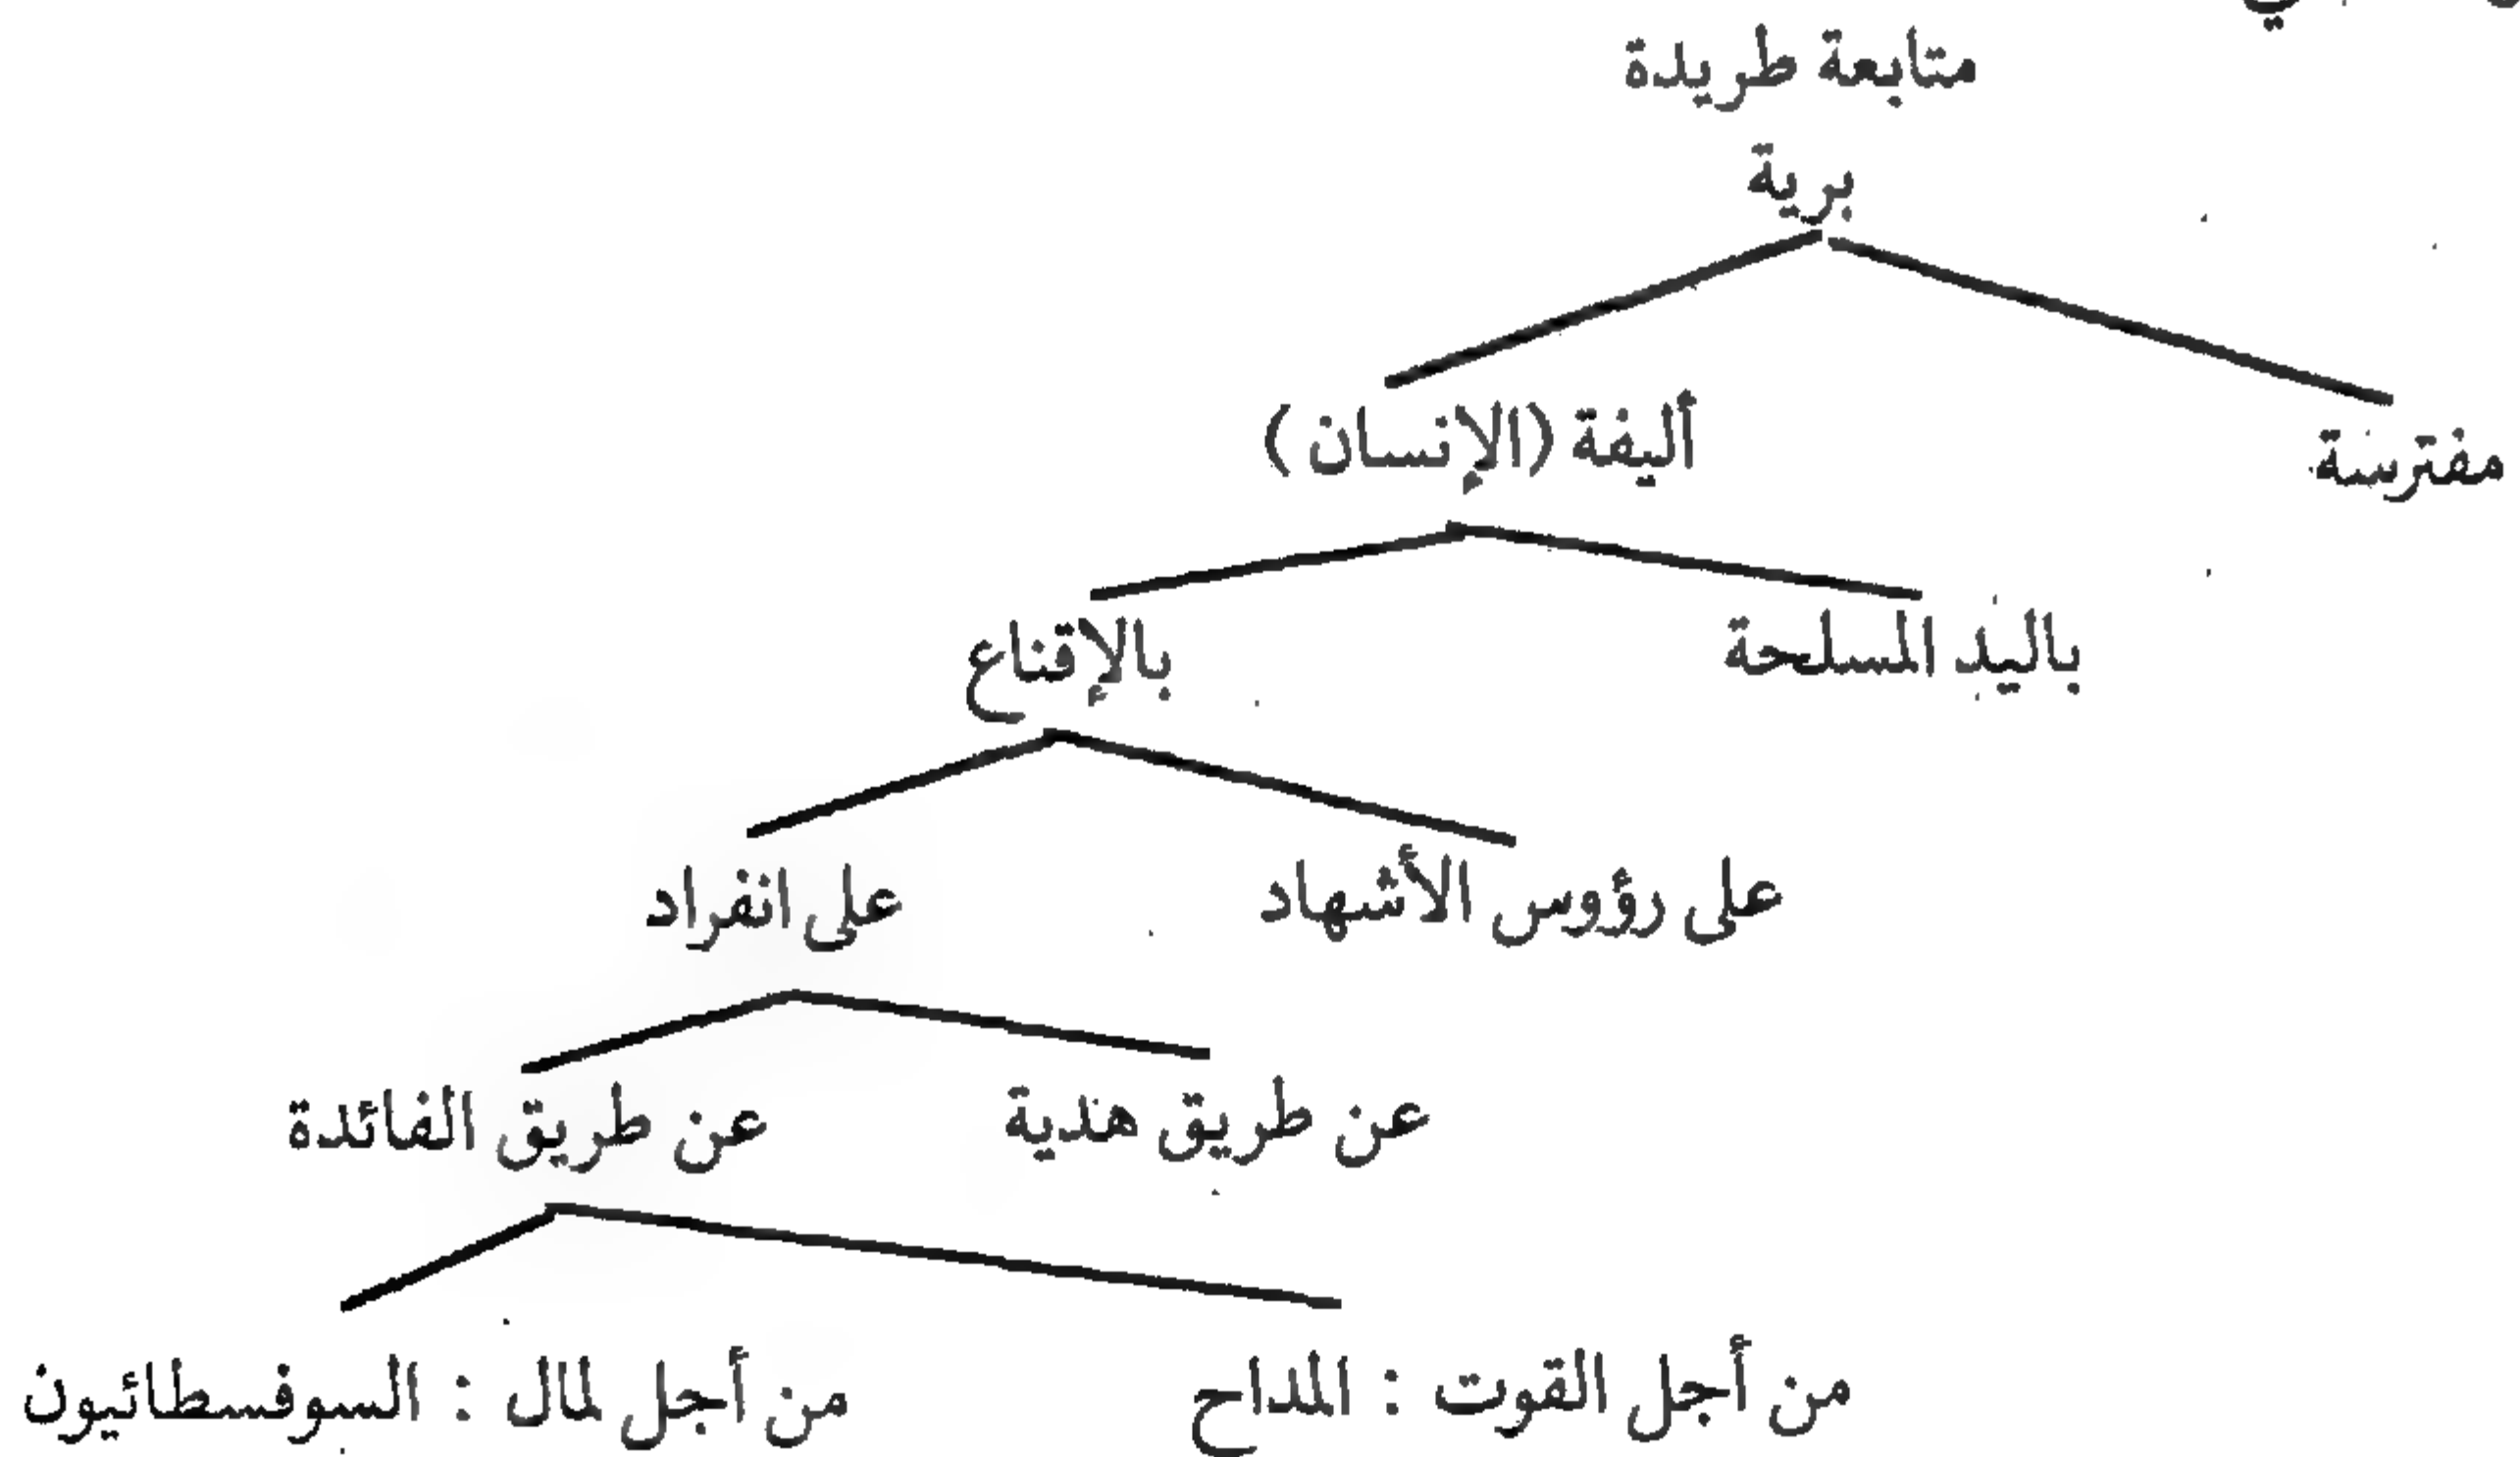 متابعة طريدة
برية
مفترسة أليفة (الإنسان)
باليد المسلحة بالإقناع
على رؤوس الأشهاد على انفراد
عن طريق هدية عن طريق الفائدة
من أجل القوت : المداح من أجل لمال : السوفسطائيون